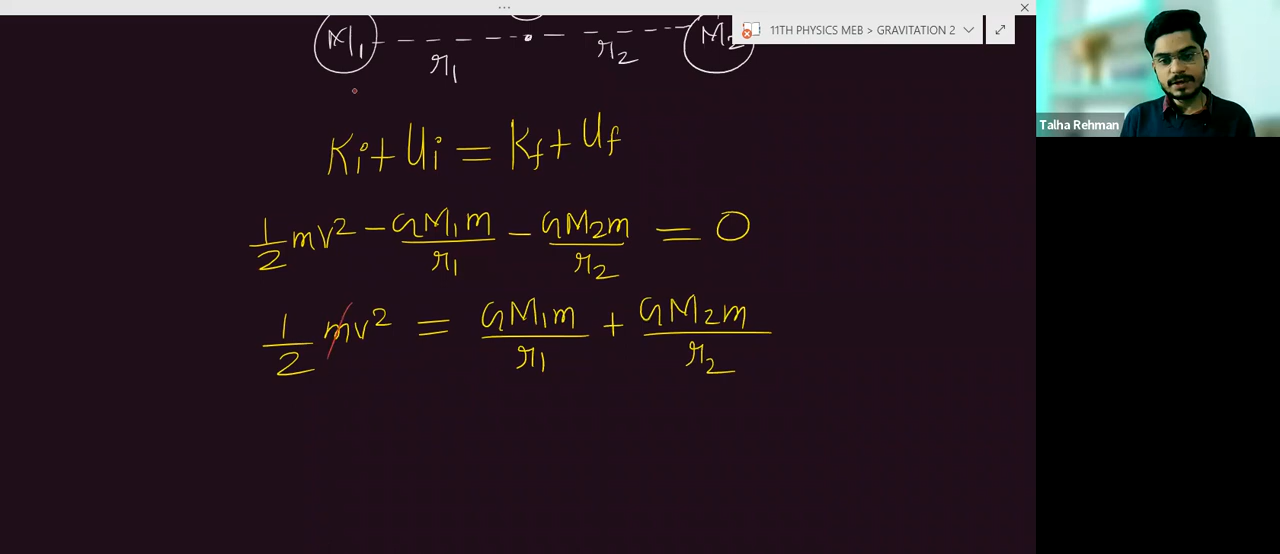 ...
M₁ M₂
r₁ r₂
11TH PHYSICS MEB > GRAVITATION 2
Talha Rehman
Ki + Ui = Kf + Uf
1/2 mv² - GM₁m/r₁ - GM₂m/r₂ = 0
1/2 mv² = GM₁m/r₁ + GM₂m/r₂